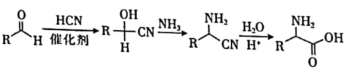 O
R H
HCN
催化剂
OH
R CN
H
NH₃
NH₂
R CN
H₂O
H⁺
NH₂
R OH
O